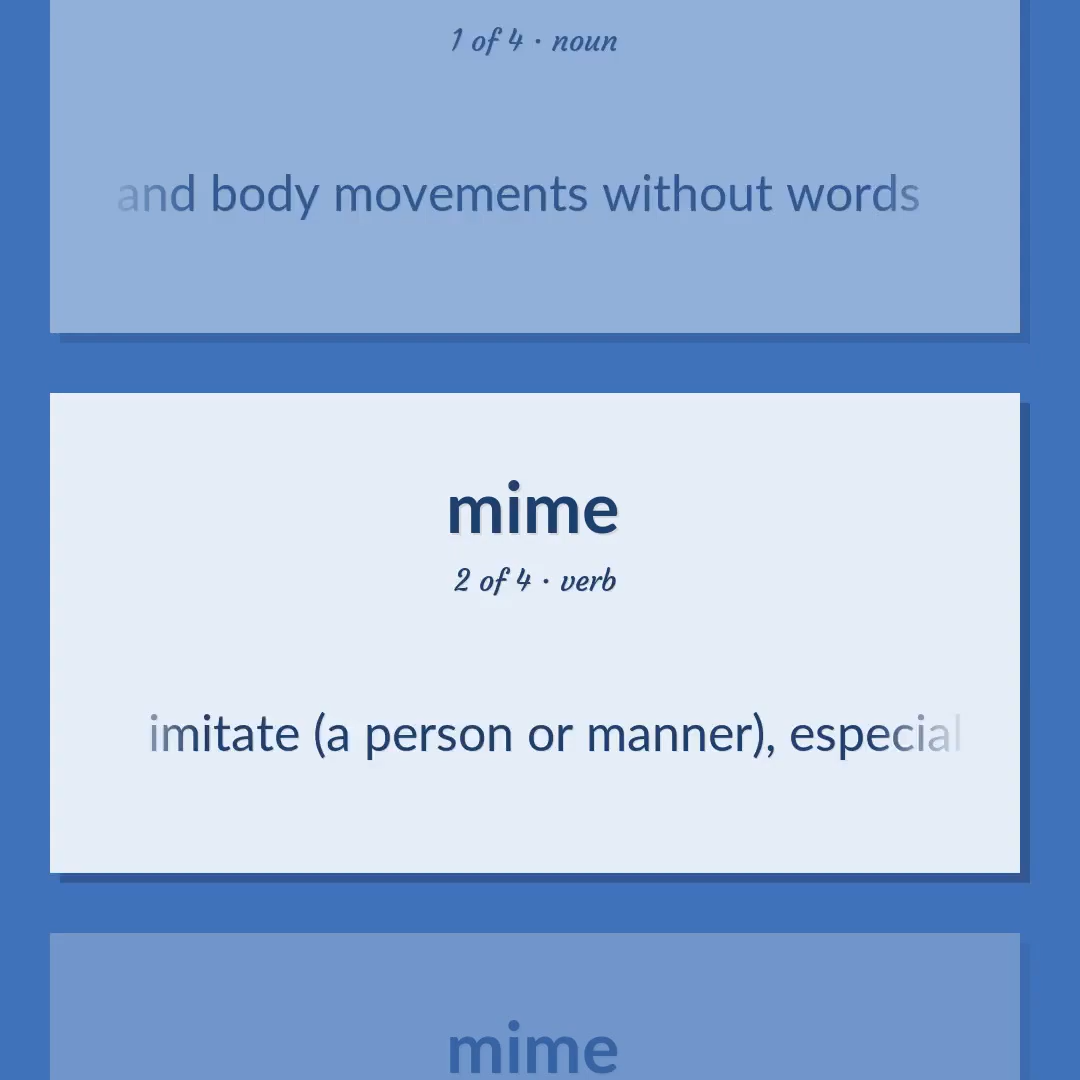 1 of 4 · noun
and body movements without words
mime
2 of 4 · verb
imitate (a person or manner), especial
mime